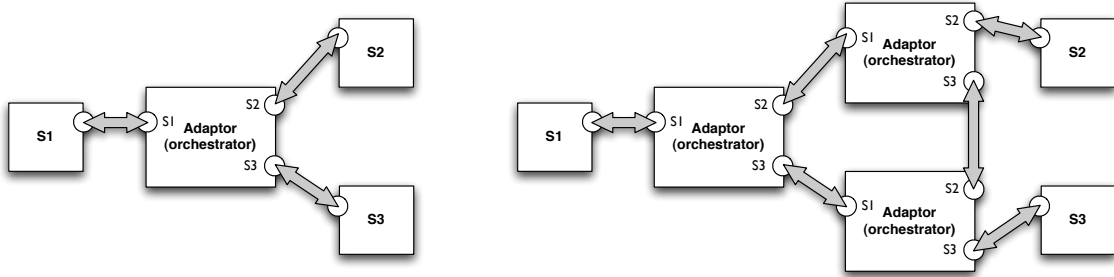 S1
S1
Adaptor
(orchestrator)
S2
S3
S2
S3
S1
S1
Adaptor
(orchestrator)
S2
S3
S1
Adaptor
(orchestrator)
S2
S3
S1
Adaptor
(orchestrator)
S2
S3
S2
S3